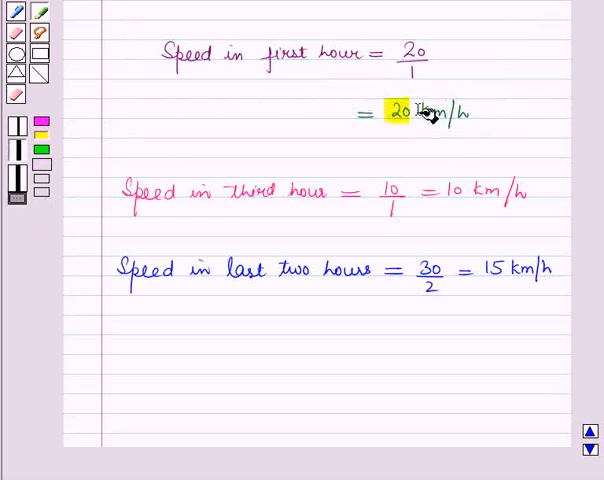 Speed in first hour = 20/1
= 20 km/h
Speed in third hour = 10/1 = 10 km/h
Speed in last two hours = 30/2 = 15 km/h